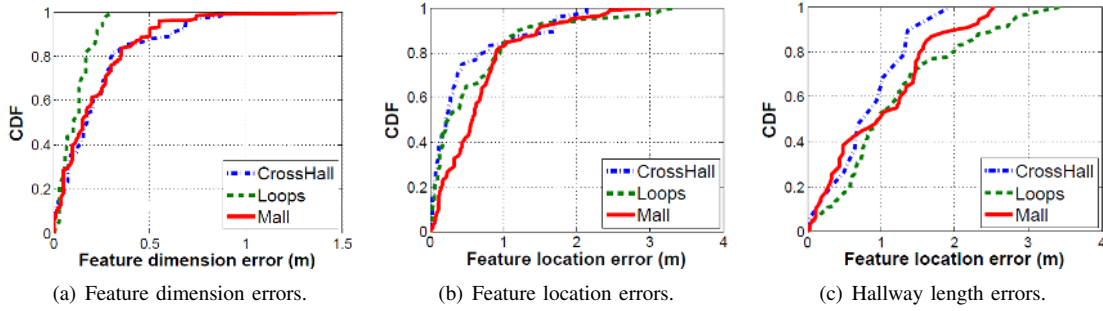 CDF
1
0.8
0.6
0.4
0.2
0
0.5
1
1.5
CrossHall
Loops
Mall
Feature dimension error (m)
(a) Feature dimension errors.
CDF
1
0.8
0.6
0.4
0.2
0
0
1
2
3
4
CrossHall
Loops
Mall
Feature location error (m)
(b) Feature location errors.
CDF
1
0.8
0.6
0.4
0.2
0
0
1
2
3
4
CrossHall
Loops
Mall
Feature location error (m)
(c) Hallway length errors.